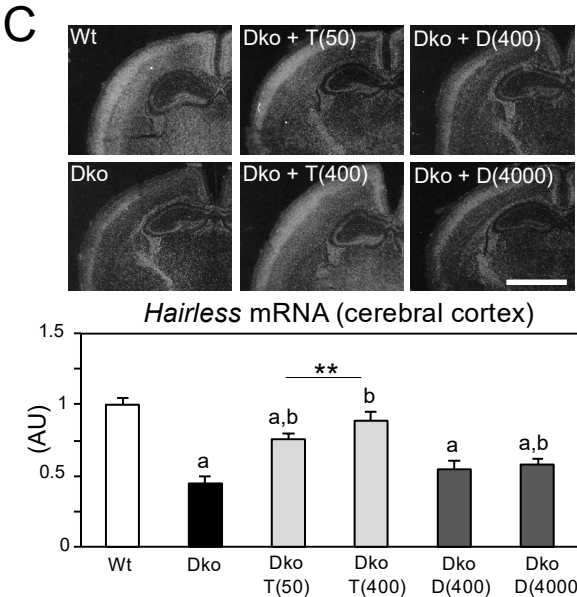 C
Wt
Dko + T(50)
Dko + D(400)
Dko
Dko + T(400)
Dko + D(4000)
Hairless mRNA (cerebral cortex)
1.5
1
0.5
0
(AU)
a
a,b
**
b
a
a,b
Wt
Dko
Dko
T(50)
Dko
T(400)
Dko
D(400)
Dko
D(4000)